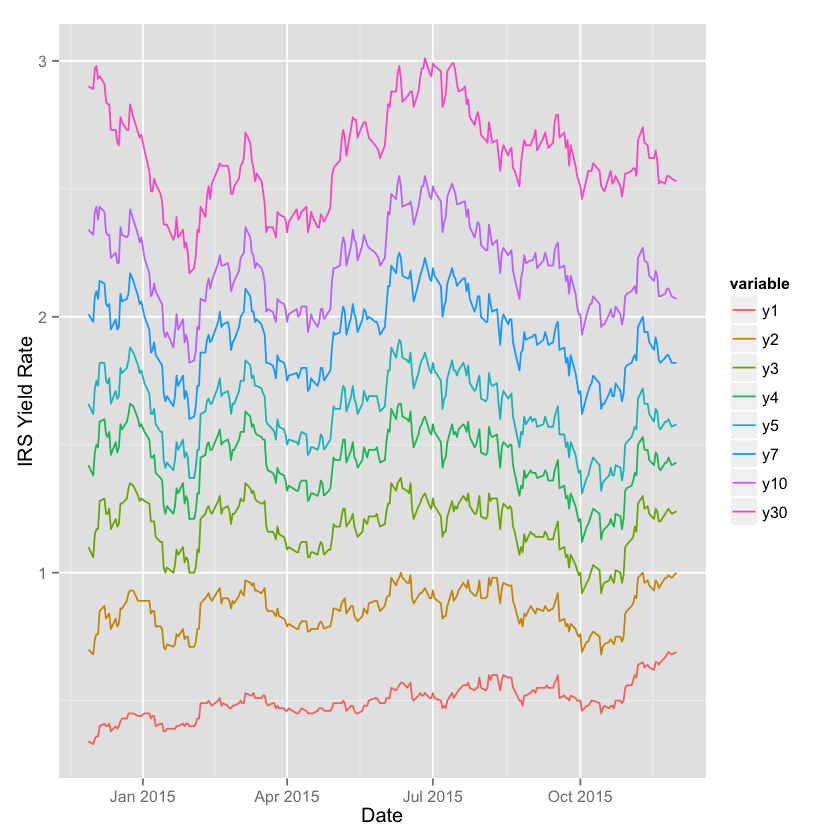 3
2
1
IRS Yield Rate
Jan 2015
Apr 2015
Jul 2015
Oct 2015
Date
variable
y1
y2
y3
y4
y5
y7
y10
y30